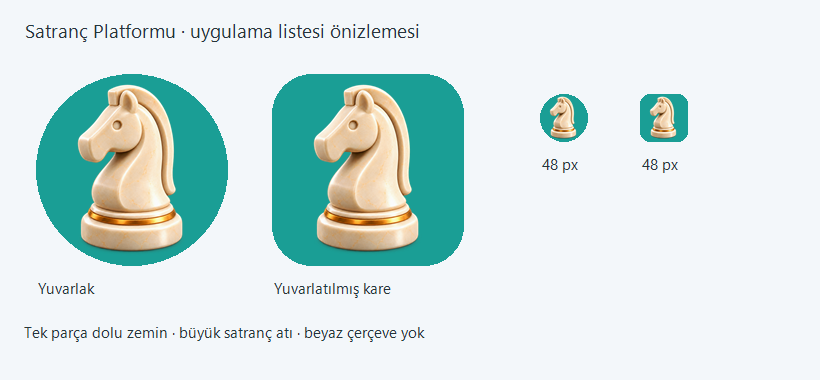 Satranç Platformu · uygulama listesi önizlemesi
48 px
48 px
Yuvarlak
Yuvarlatılmış kare
Tek parça dolu zemin · büyük satranç atı · beyaz çerçeve yok